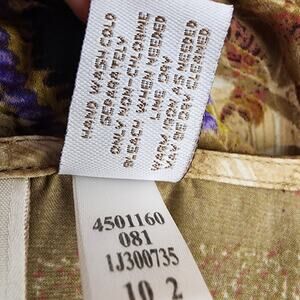 HAND WASH COLD
SEPARATELY
ONLY NON-CHLORINE
BLEACH WHEN NEEDED
LINE DRY
WARM IRON AS NEEDED
MAY BE DRY CLEANED
4501160
081
1J300735
10 2